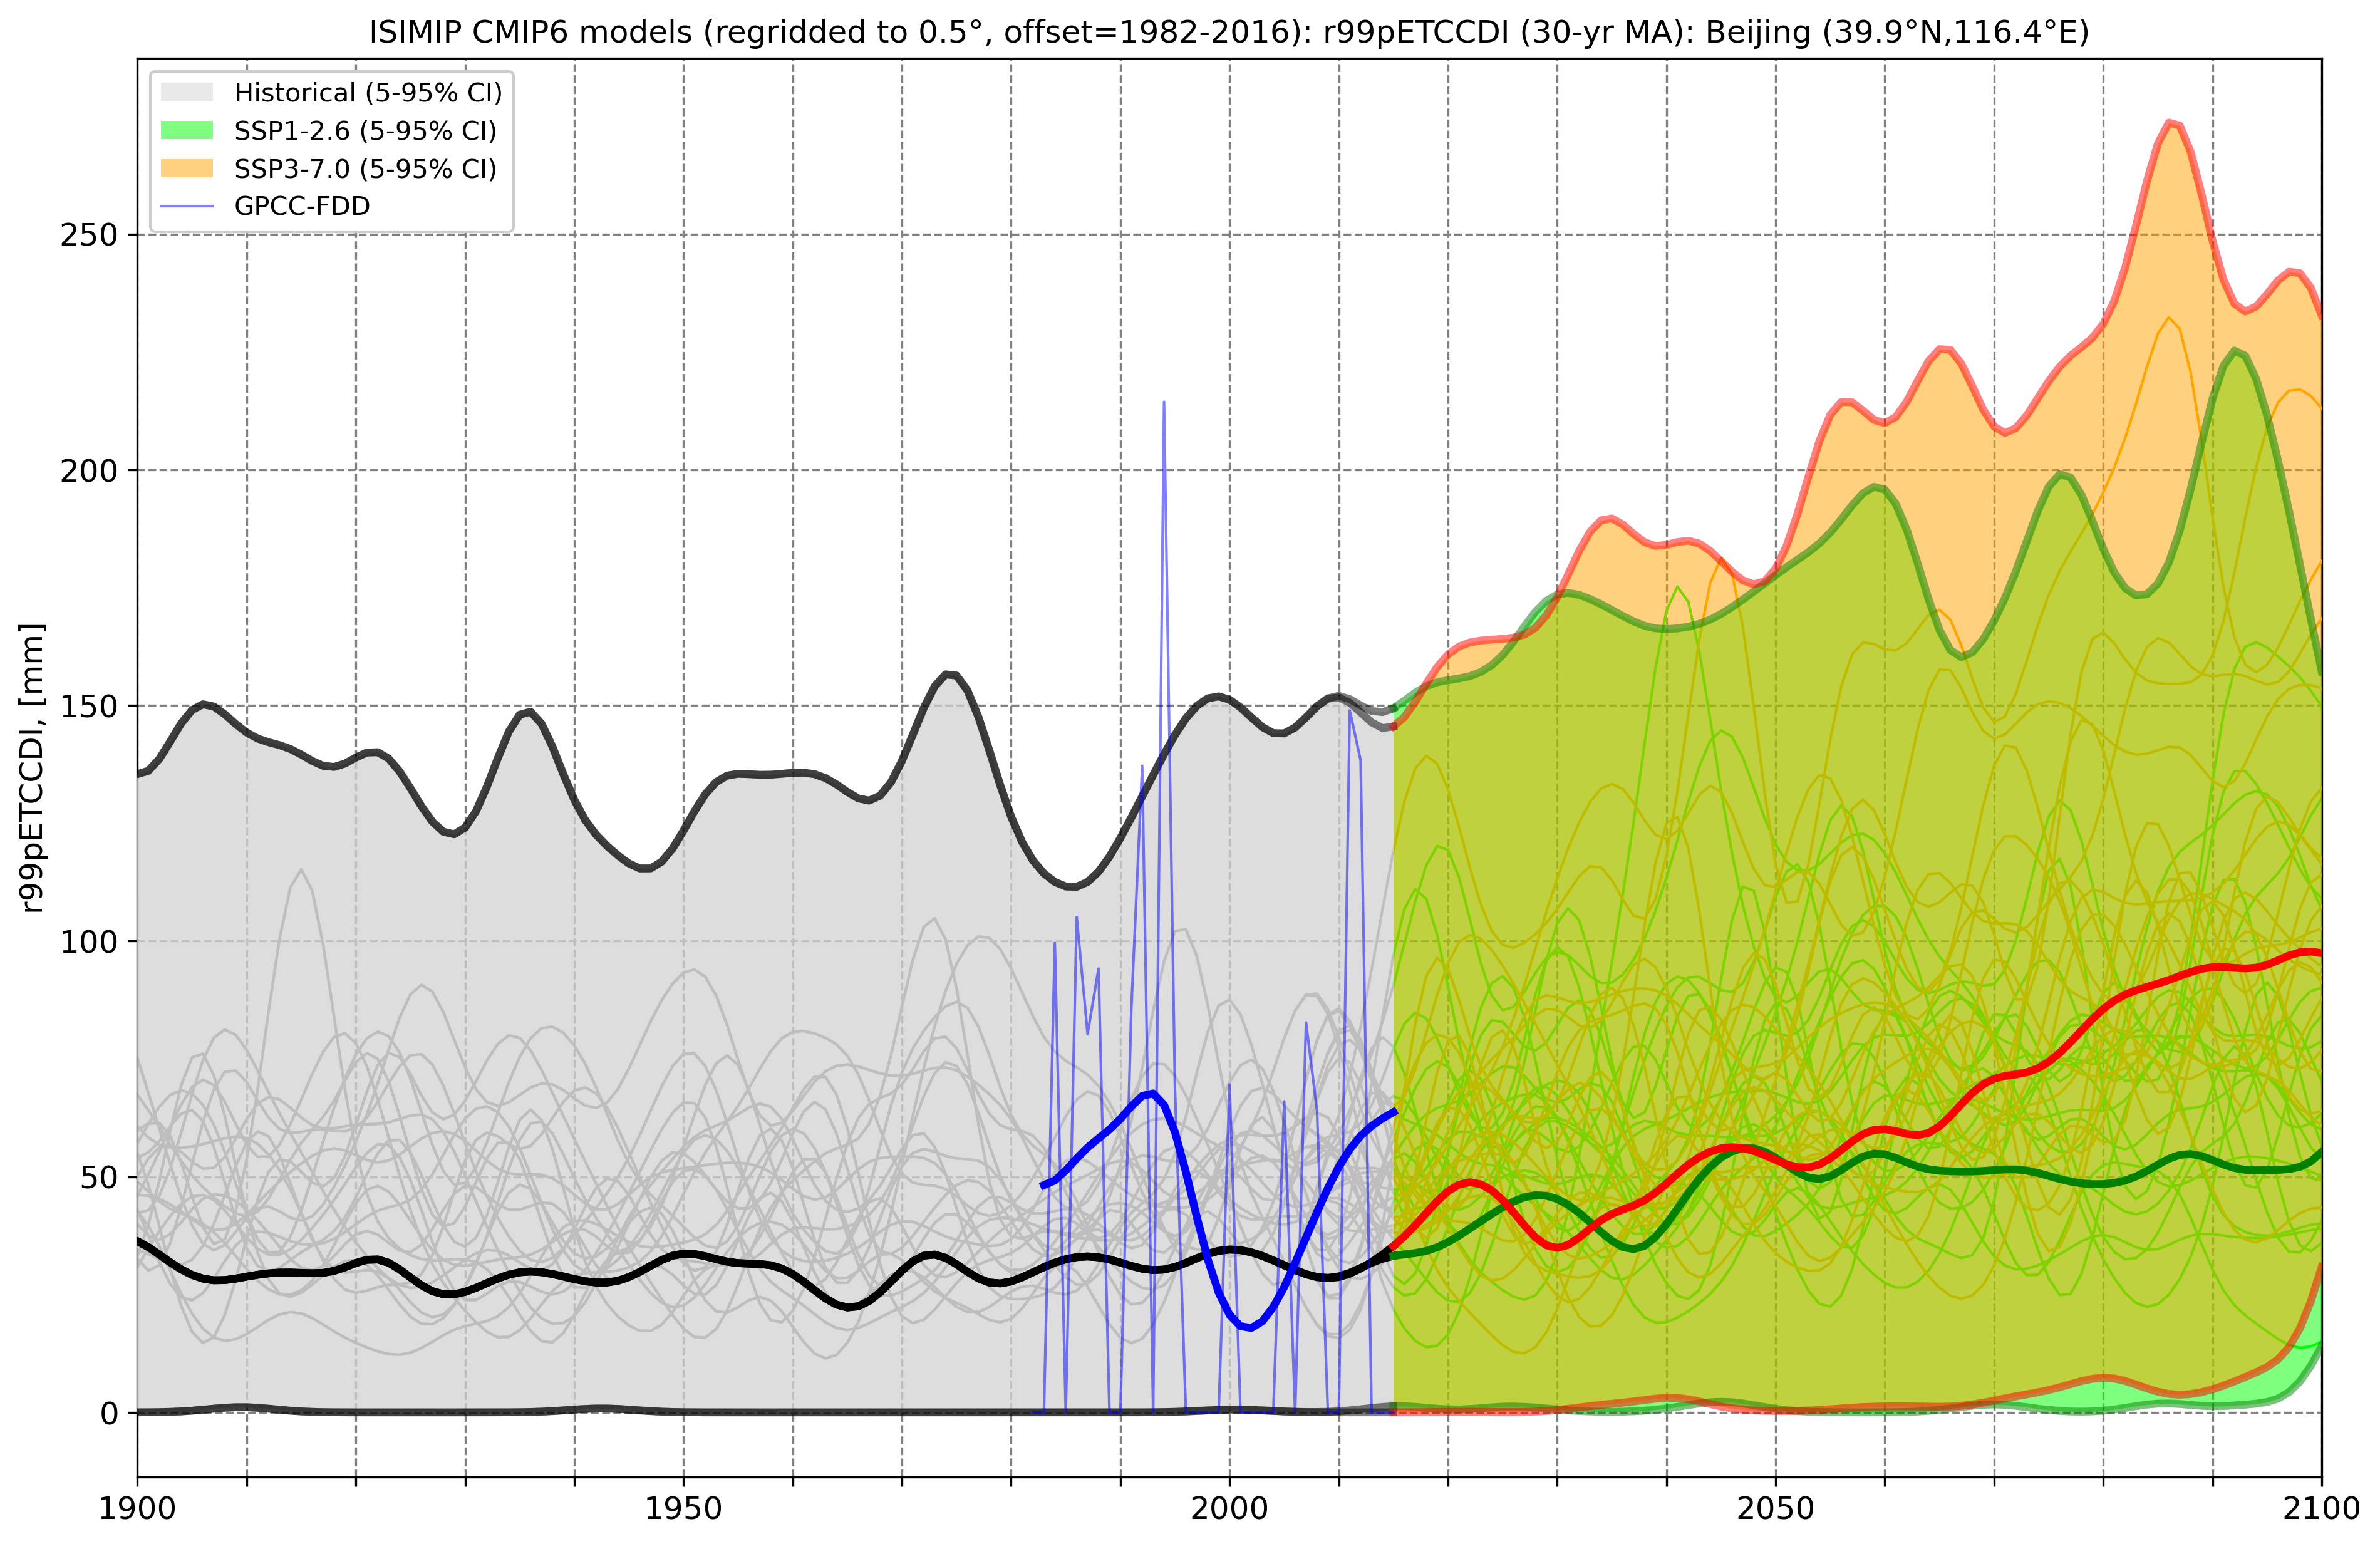 ISIMIP CMIP6 models (regridded to 0.5°, offset=1982-2016): r99pETCCDI (30-yr MA): Beijing (39.9°N,116.4°E)
Historical (5-95% CI)
SSP1-2.6 (5-95% CI)
SSP3-7.0 (5-95% CI)
GPCC-FDD
r99pETCCDI, [mm]
250
200
150
100
50
0
1900 1950 2000 2050 2100